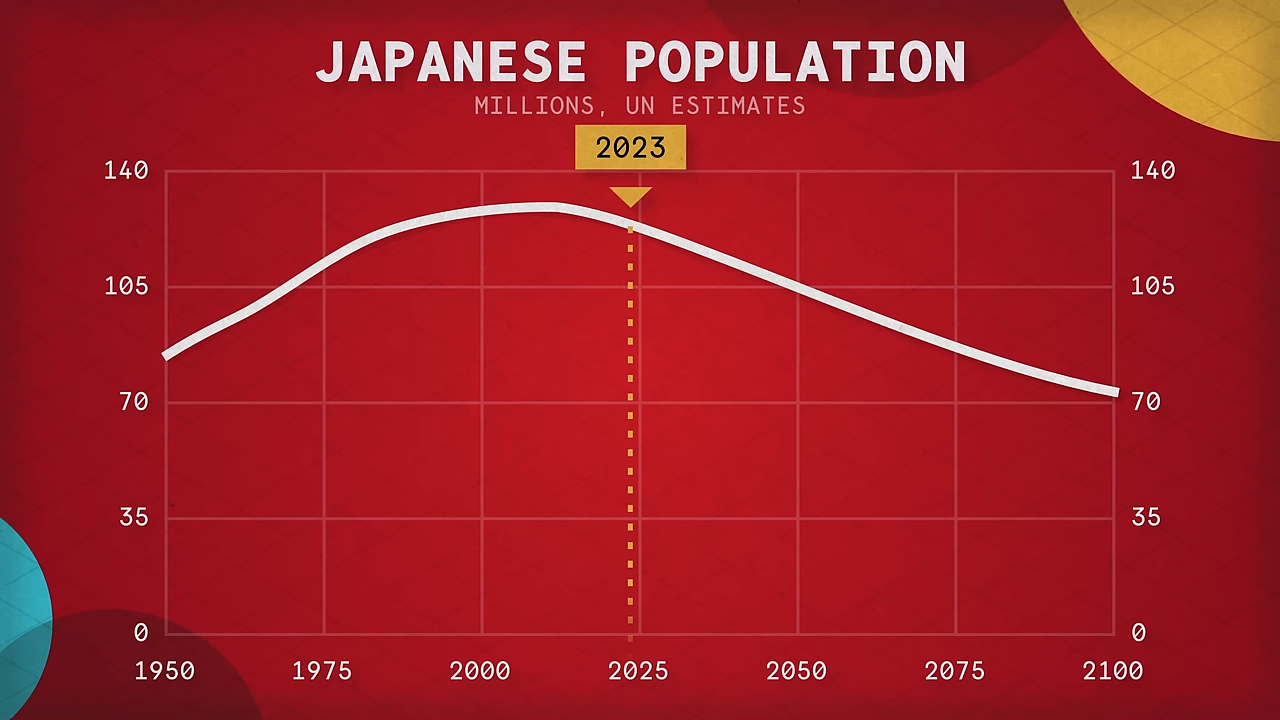 JAPANESE POPULATION
MILLIONS, UN ESTIMATES
2023
140 140
105 105
70 70
35 35
0 0
1950 1975 2000 2025 2050 2075 2100